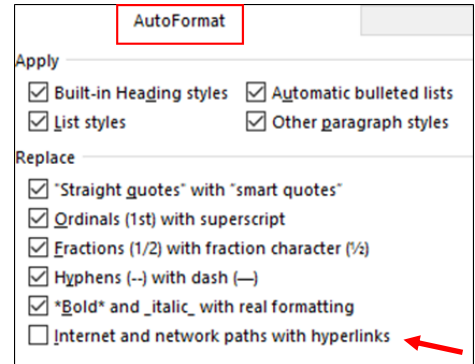 AutoFormat
Apply
Built-in Heading styles Automatic bulleted lists
List styles Other paragraph styles
Replace
"Straight quotes" with “smart quotes”
Ordinals (1st) with superscript
Fractions (1/2) with fraction character (½)
Hyphens (--) with dash (—)
*Bold* and _italic_ with real formatting
Internet and network paths with hyperlinks